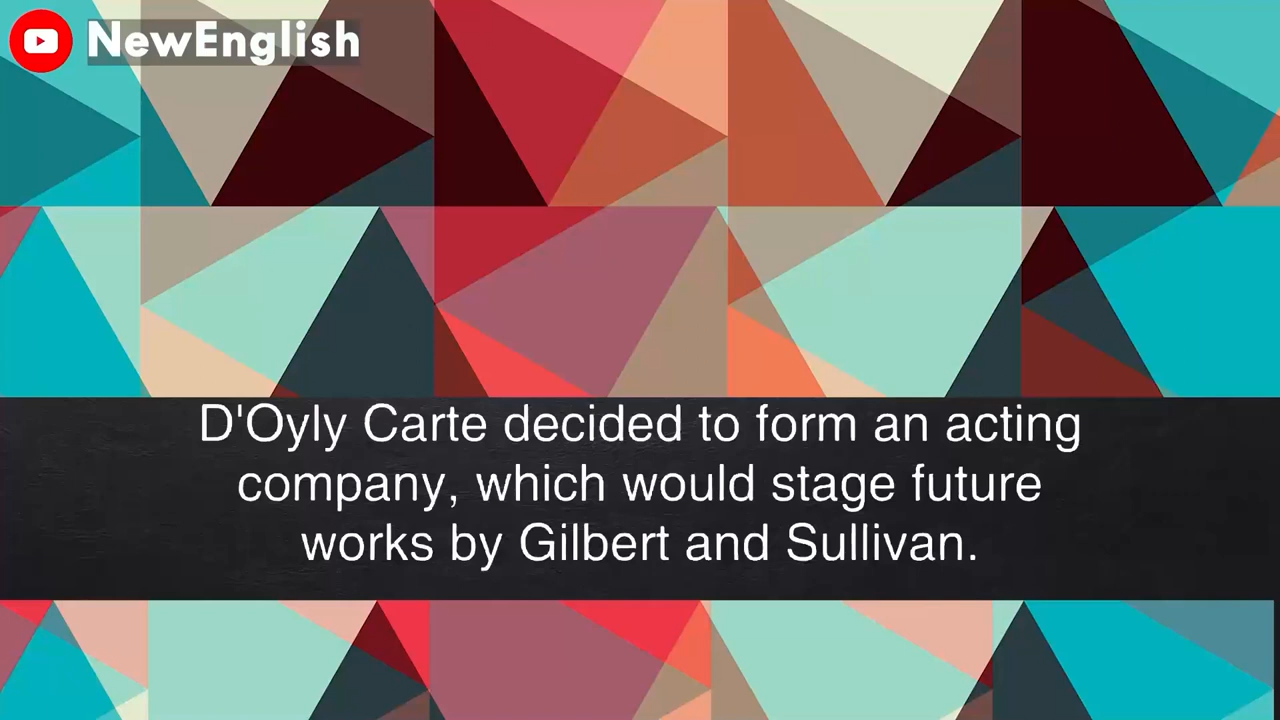 NewEnglish
D'Oyly Carte decided to form an acting
company, which would stage future
works by Gilbert and Sullivan.